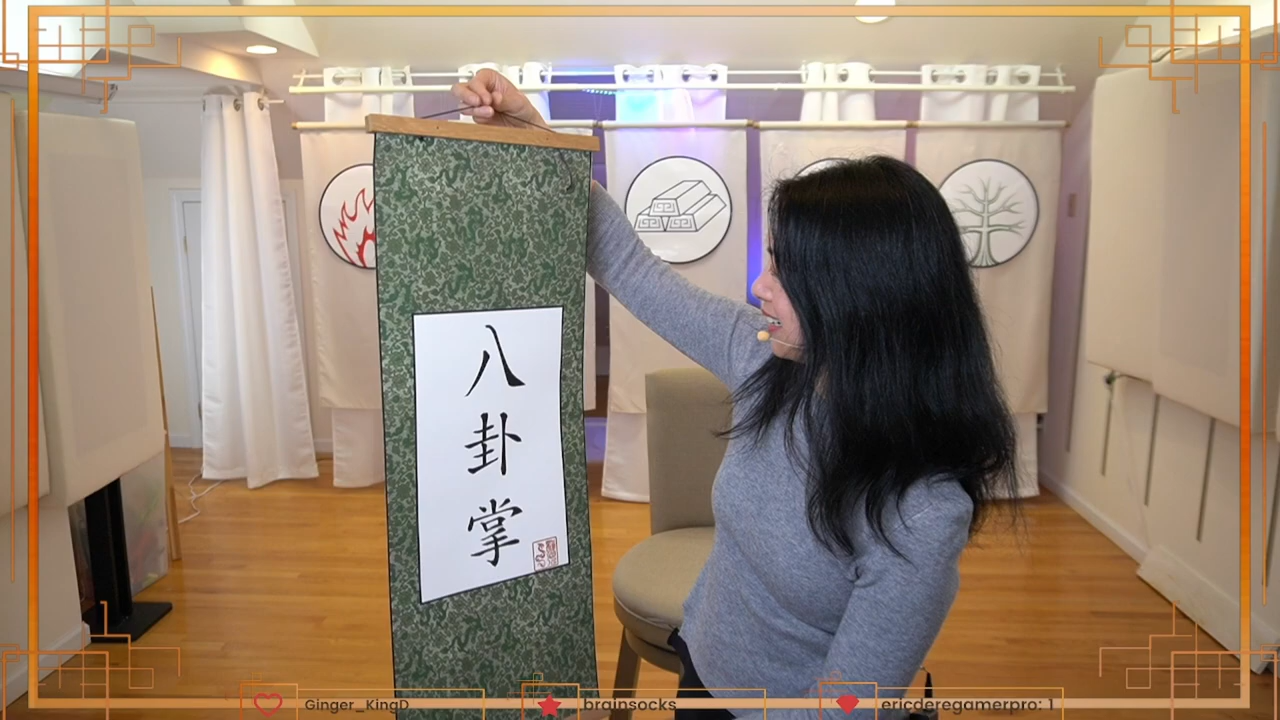 八
卦
掌
Ginger_KingD
brainsocks
ericderegamerpro: 1